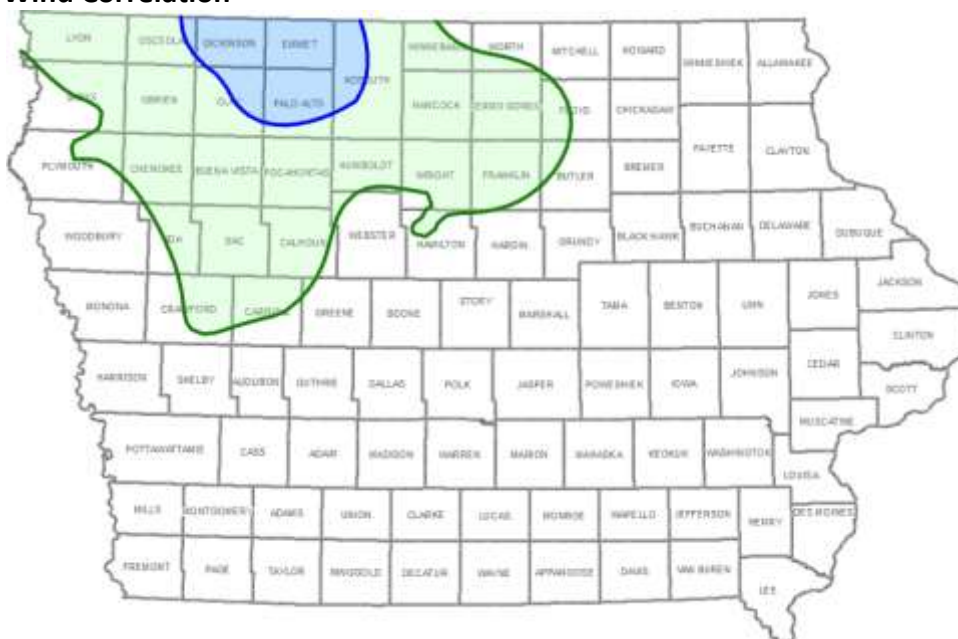 Wind Correlation
LYON OSCEOLA DICKINSON EMMET WINNEBAGO WORTH MITCHELL HOWARD WINNESHIEK ALLAMAKEE
KOSSUTH
OBRIEN CLAY PALO ALTO HANCOCK CERRO GORDO FLOYD CHICKASAW
PLYMOUTH CHEROKEE BUENA VISTA POCAHONTAS HUMBOLDT WRIGHT FRANKLIN BUTLER BREMER FAYETTE CLAYTON
WOODBURY IDA SAC CALHOUN WEBSTER HAMILTON HARDIN GRUNDY BLACK HAWK BUCHANAN DELAWARE DUBUQUE
MONONA CRAWFORD CARROLL GREENE BOONE STORY MARSHALL TAMA BENTON LINN JONES JACKSON
CLINTON
HARRISON SHELBY AUDUBON GUTHRIE DALLAS POLK JASPER POWESHIEK IOWA JOHNSON CEDAR SCOTT
MUSCATINE
POTTAWATTAMIE CASS ADAIR MADISON WARREN MARION MAHASKA KEOKUK WASHINGTON LOUISA
MILLS MONTGOMERY ADAMS UNION CLARKE LUCAS MONROE WAPELLO JEFFERSON HENRY DES MOINES
FREMONT PAGE TAYLOR RINGGOLD DECATUR WAYNE APPANOOSE DAVIS VAN BUREN LEE